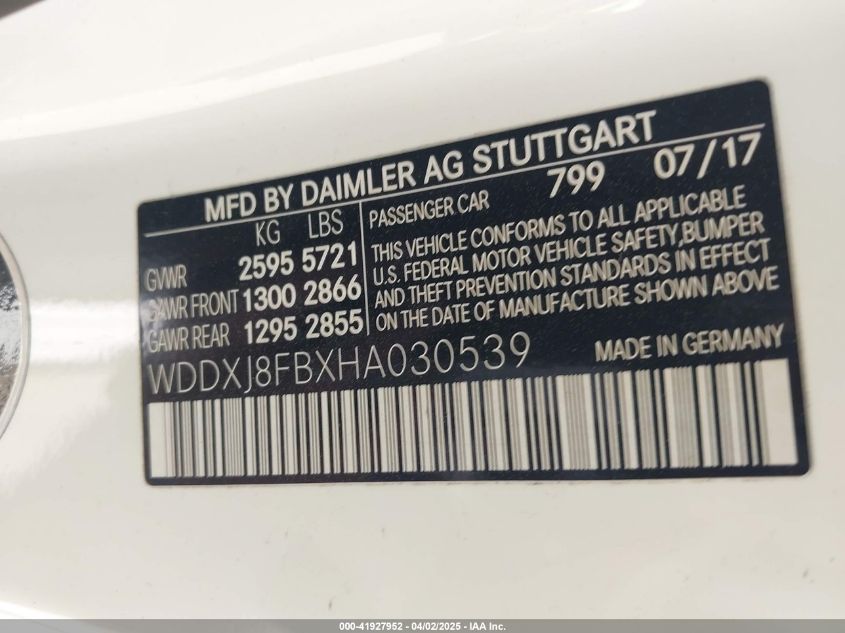 MFD BY DAIMLER AG STUTTGART
KG LBS
GVWR 2595 5721
GAWR FRONT 1300 2866
GAWR REAR 1295 2855
PASSENGER CAR 799 07/17
THIS VEHICLE CONFORMS TO ALL APPLICABLE
U.S. FEDERAL MOTOR VEHICLE SAFETY,BUMPER
AND THEFT PREVENTION STANDARDS IN EFFECT
ON THE DATE OF MANUFACTURE SHOWN ABOVE
WDDXJ8FBXHA030539 MADE IN GERMANY
000-41927952 - 04/02/2025 - IAA Inc.